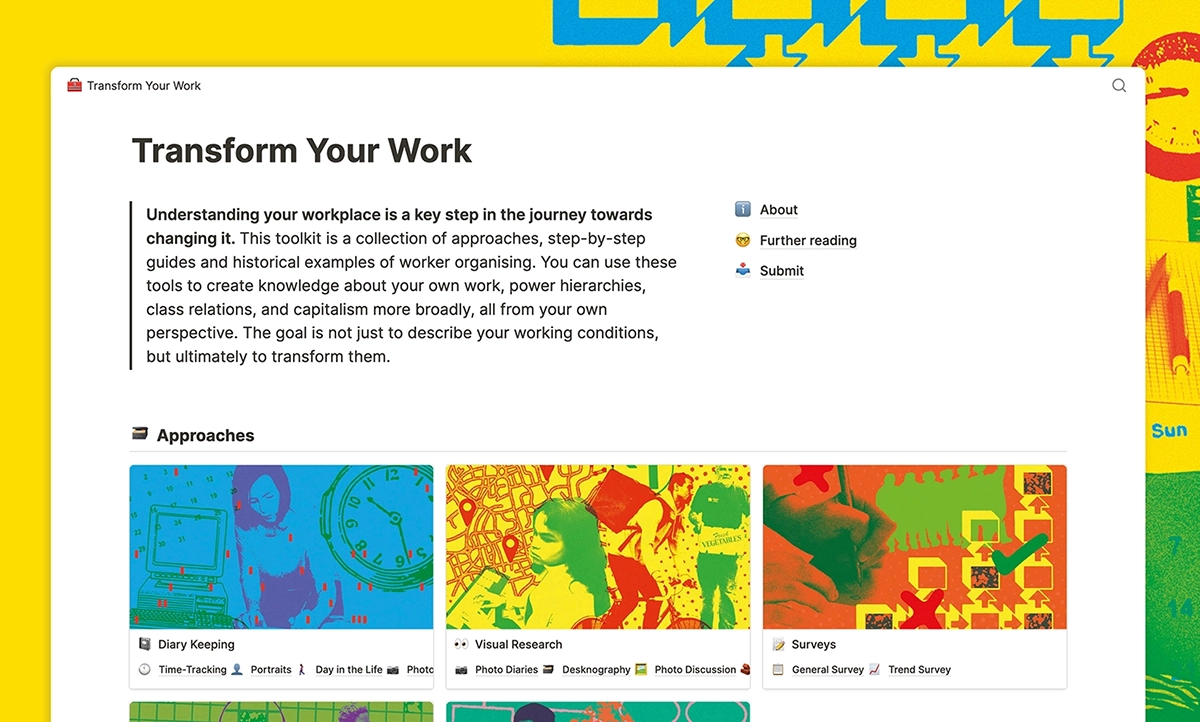 Transform Your Work
Transform Your Work
Understanding your workplace is a key step in the journey towards
changing it. This toolkit is a collection of approaches, step-by-step
guides and historical examples of worker organising. You can use these
tools to create knowledge about your own work, power hierarchies,
class relations, and capitalism more broadly, all from your own
perspective. The goal is not just to describe your working conditions,
but ultimately to transform them.
About
Further reading
Submit
Sun
7
14
Approaches
Fresh
VEGETABLES
Diary Keeping
Time-Tracking Portraits Day in the Life Photo
Visual Research
Photo Diaries Desknography Photo Discussion
Surveys
General Survey Trend Survey